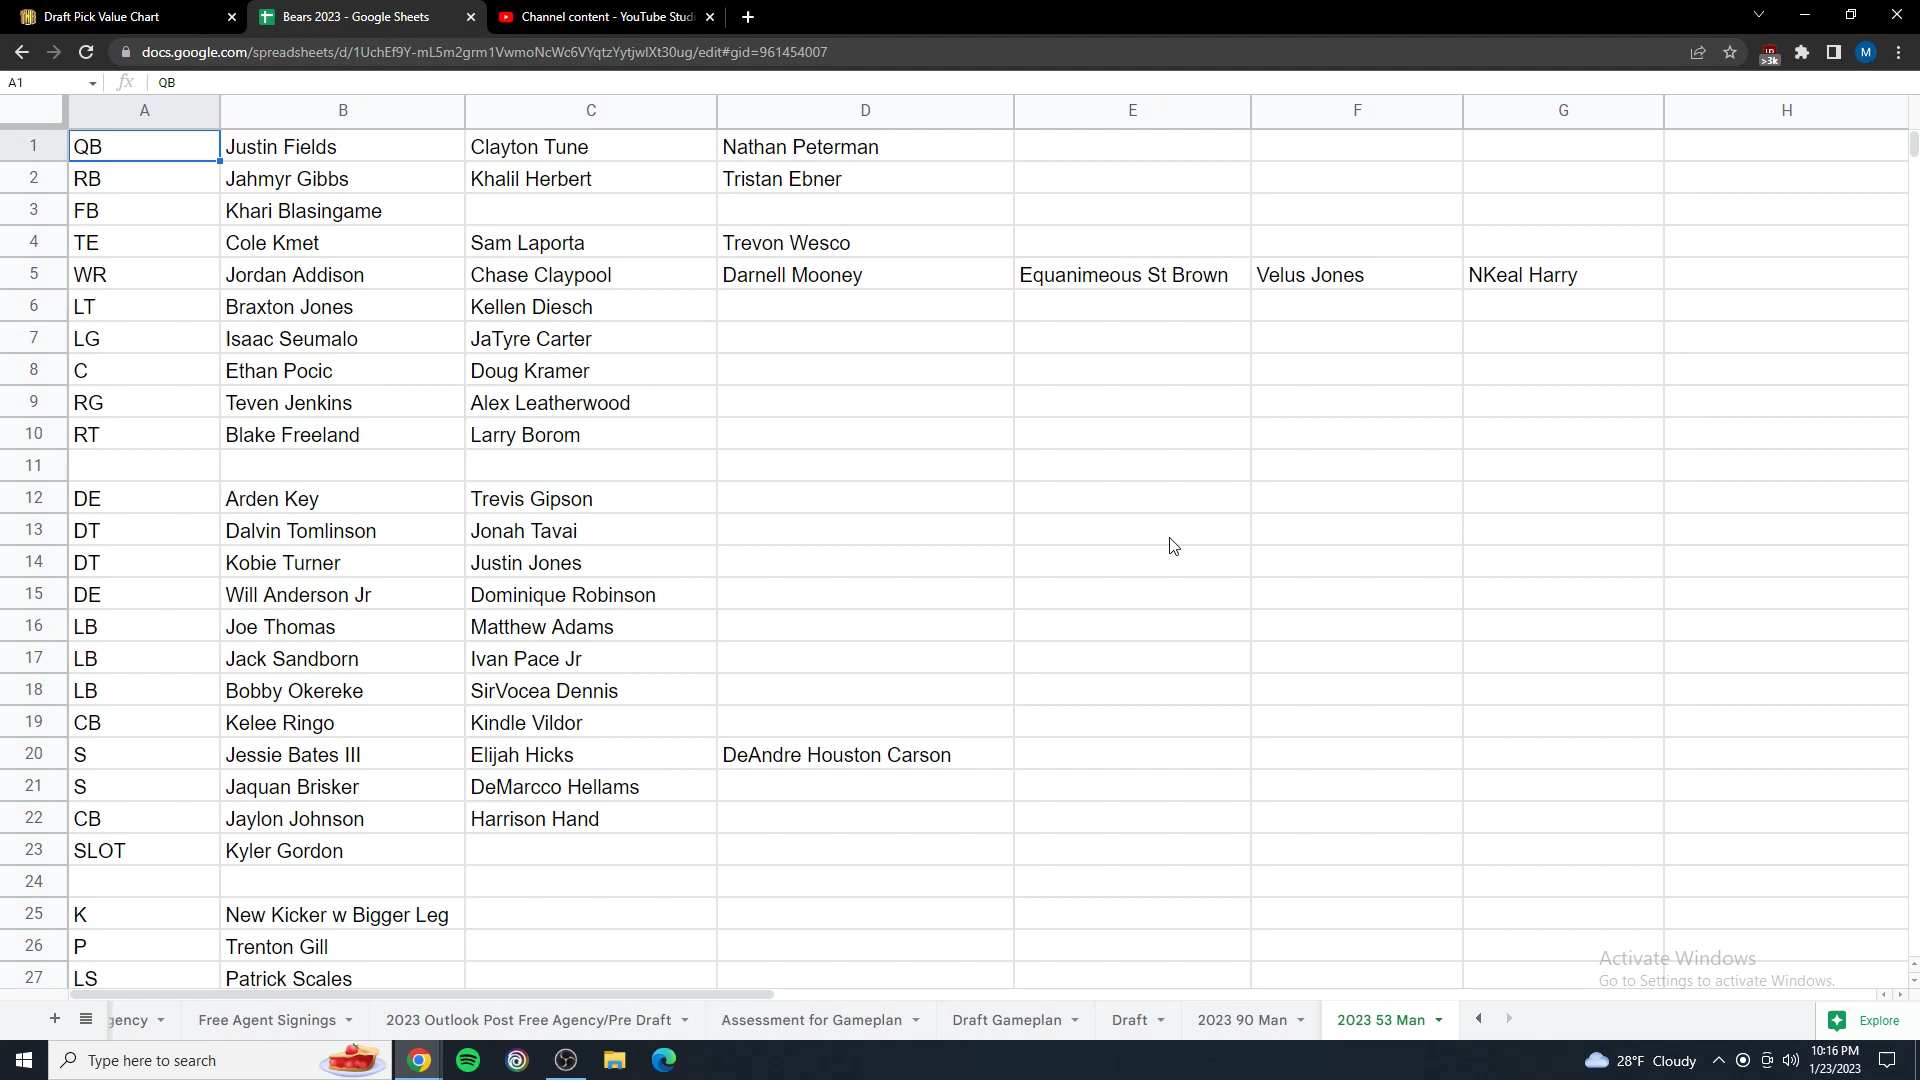 Draft Pick Value Chart
Bears 2023 - Google Sheets
Channel content - YouTube Studi
docs.google.com/spreadsheets/d/1UchEf9Y-mL5m2grm1VwmoNcWc6VYqtzYytjwlXt30ug/edit#gid=961454007
>3k
M
A1 fx QB
A B C D E F G H
1 QB Justin Fields Clayton Tune Nathan Peterman
2 RB Jahmyr Gibbs Khalil Herbert Tristan Ebner
3 FB Khari Blasingame
4 TE Cole Kmet Sam Laporta Trevon Wesco
5 WR Jordan Addison Chase Claypool Darnell Mooney Equanimeous St Brown Velus Jones NKeal Harry
6 LT Braxton Jones Kellen Diesch
7 LG Isaac Seumalo JaTyre Carter
8 C Ethan Pocic Doug Kramer
9 RG Teven Jenkins Alex Leatherwood
10 RT Blake Freeland Larry Borom
11
12 DE Arden Key Trevis Gipson
13 DT Dalvin Tomlinson Jonah Tavai
14 DT Kobie Turner Justin Jones
15 DE Will Anderson Jr Dominique Robinson
16 LB Joe Thomas Matthew Adams
17 LB Jack Sandborn Ivan Pace Jr
18 LB Bobby Okereke SirVocea Dennis
19 CB Kelee Ringo Kindle Vildor
20 S Jessie Bates III Elijah Hicks DeAndre Houston Carson
21 S Jaquan Brisker DeMarcco Hellams
22 CB Jaylon Johnson Harrison Hand
23 SLOT Kyler Gordon
24
25 K New Kicker w Bigger Leg
26 P Trenton Gill
27 LS Patrick Scales
Activate Windows
Go to Settings to activate Windows.
gency Free Agent Signings 2023 Outlook Post Free Agency/Pre Draft Assessment for Gameplan Draft Gameplan Draft 2023 90 Man 2023 53 Man Explore
Type here to search
28°F Cloudy
10:16 PM
1/23/2023